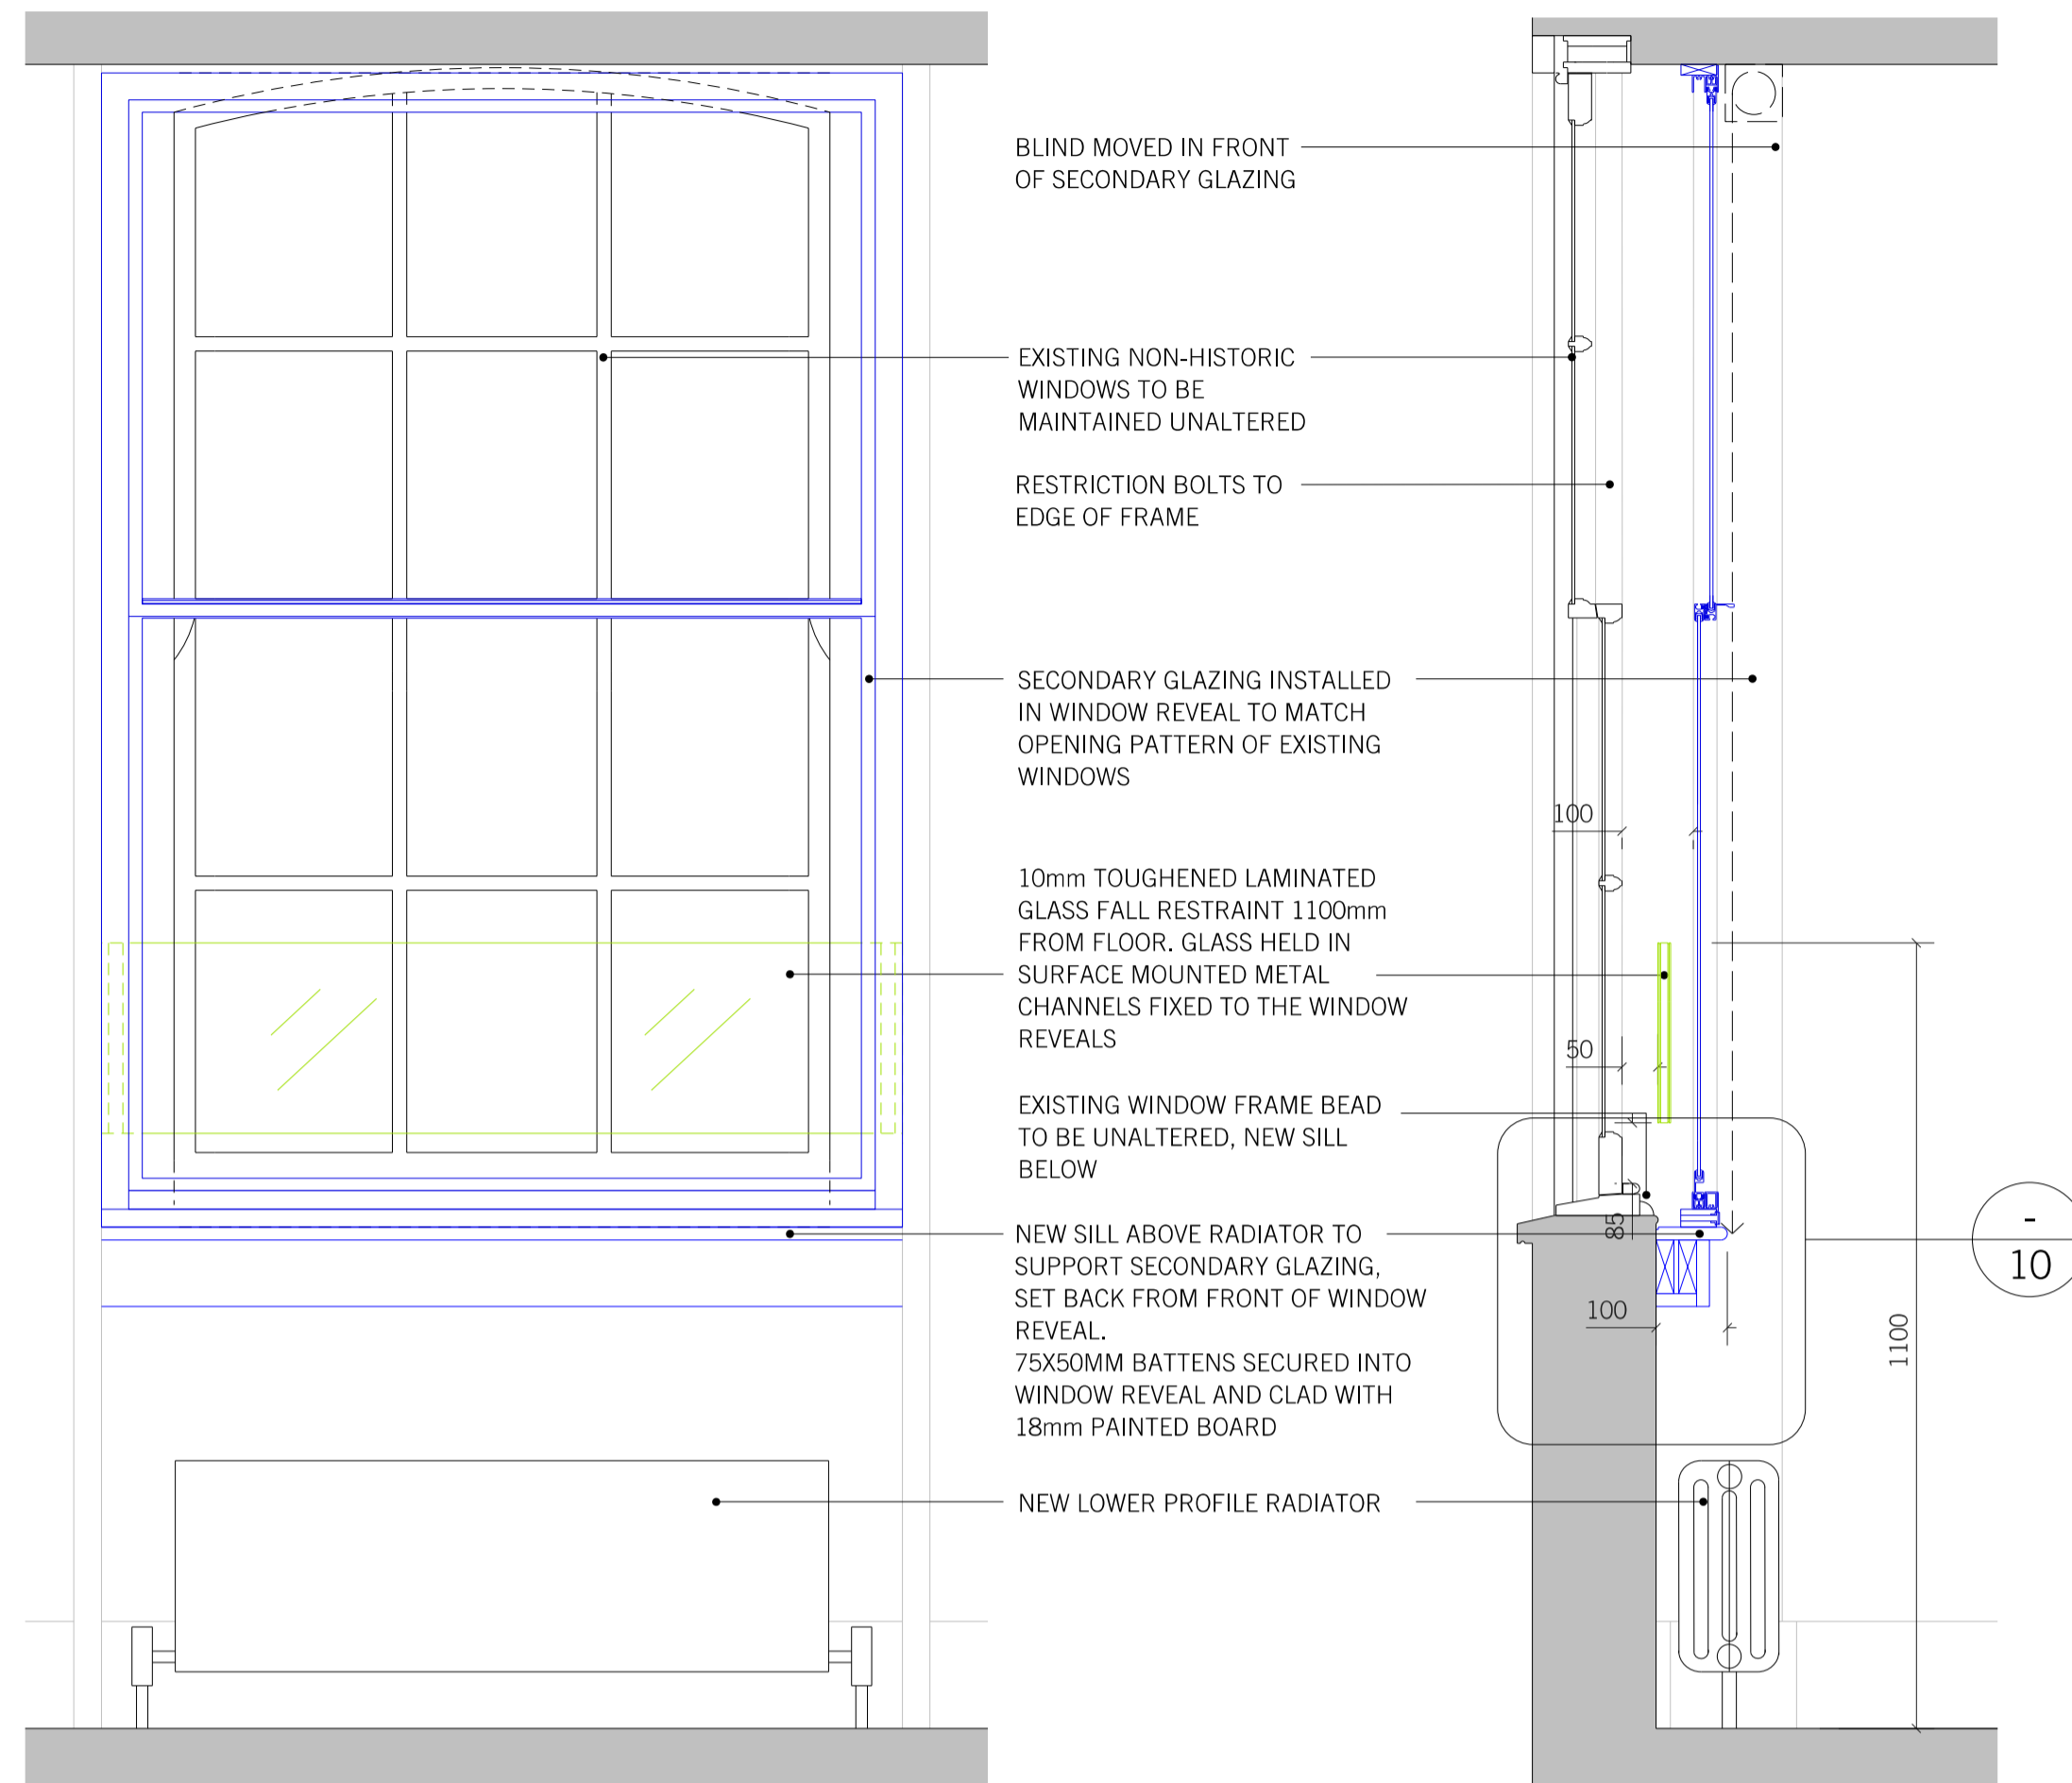 BLIND MOVED IN FRONT
OF SECONDARY GLAZING
EXISTING NON-HISTORIC
WINDOWS TO BE
MAINTAINED UNALTERED
RESTRICTION BOLTS TO
EDGE OF FRAME
SECONDARY GLAZING INSTALLED
IN WINDOW REVEAL TO MATCH
OPENING PATTERN OF EXISTING
WINDOWS
100
10mm TOUGHENED LAMINATED
GLASS FALL RESTRAINT 1100mm
FROM FLOOR. GLASS HELD IN
SURFACE MOUNTED METAL
CHANNELS FIXED TO THE WINDOW
REVEALS
50
EXISTING WINDOW FRAME BEAD
TO BE UNALTERED, NEW SILL
BELOW
85
NEW SILL ABOVE RADIATOR TO
SUPPORT SECONDARY GLAZING,
SET BACK FROM FRONT OF WINDOW
REVEAL.
75X50MM BATTENS SECURED INTO
WINDOW REVEAL AND CLAD WITH
18mm PAINTED BOARD
100
-
10
1100
NEW LOWER PROFILE RADIATOR